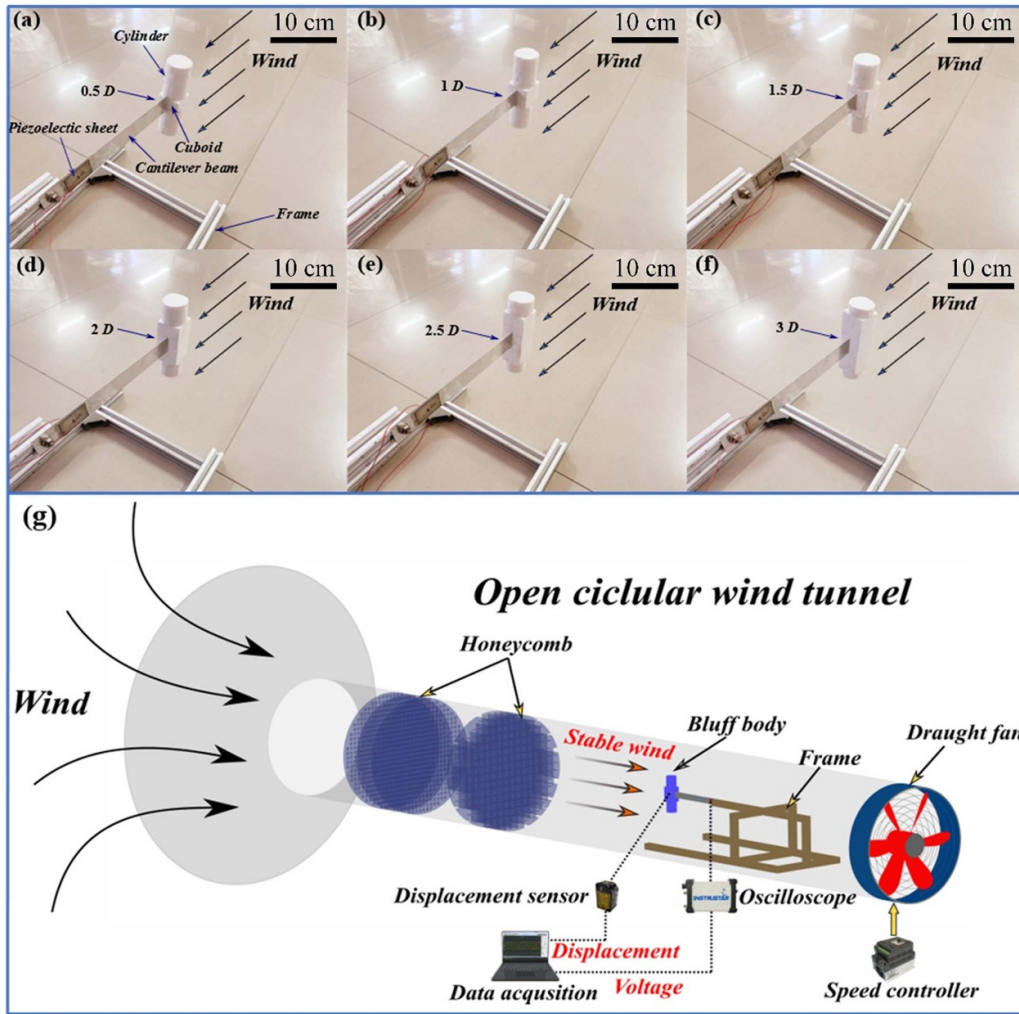 (a)
10 cm
Cylinder
Wind
0.5 D
Piezoelectic sheet
Cuboid
Cantilever beam
Frame
(b)
10 cm
Wind
1 D
(c)
10 cm
Wind
1.5 D
(d)
10 cm
Wind
2 D
(e)
10 cm
Wind
2.5 D
(f)
10 cm
Wind
3 D
(g)
Open ciclular wind tunnel
Honeycomb
Wind
Bluff body
Draught fan
Stable wind
Frame
Displacement sensor
Oscilloscope
Displacement
Voltage
Data acqusition
Speed controller